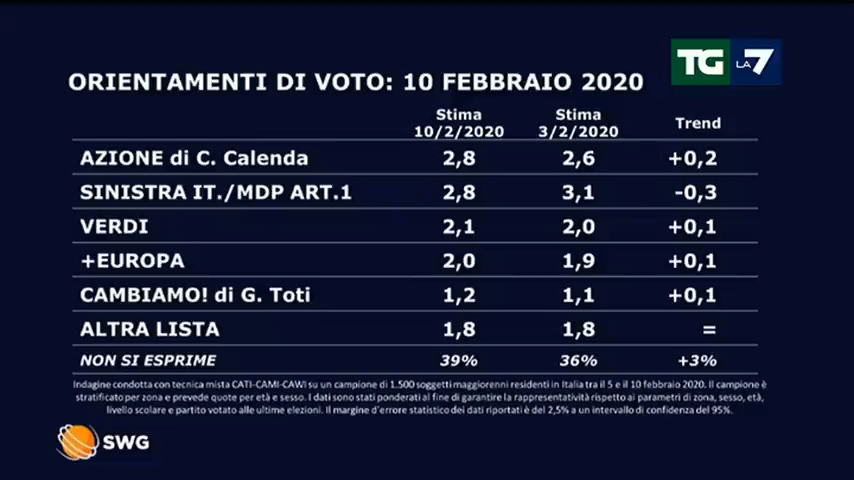 TG LA 7
ORIENTAMENTI DI VOTO: 10 FEBBRAIO 2020
Stima 10/2/2020 Stima 3/2/2020 Trend
AZIONE di C. Calenda 2,8 2,6 +0,2
SINISTRA IT./MDP ART.1 2,8 3,1 -0,3
VERDI 2,1 2,0 +0,1
+EUROPA 2,0 1,9 +0,1
CAMBIAMO! di G. Toti 1,2 1,1 +0,1
ALTRA LISTA 1,8 1,8 =
NON SI ESPRIME 39% 36% +3%
Indagine condotta con tecnica mista CATI-CAMI-CAWI su un campione di 1.500 soggetti maggiorenni residenti in Italia tra il 5 e il 10 febbraio 2020. Il campione è
stratificato per zona e prevede quote per età e sesso. I dati sono stati ponderati al fine di garantire la rappresentatività rispetto ai parametri di zona, sesso, età,
livello scolare e partito votato alle ultime elezioni. Il margine d'errore statistico dei dati riportati è del 2,5% a un intervallo di confidenza del 95%.
SWG